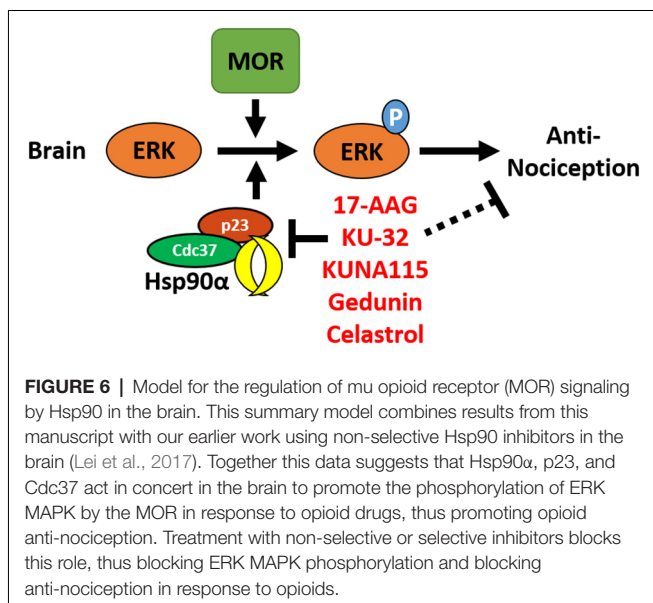 MOR
P
Brain
ERK
ERK
Anti-
Nociception
p23
Cdc37
Hsp90α
17-AAG
KU-32
KUNA115
Gedunin
Celastrol
FIGURE 6 | Model for the regulation of mu opioid receptor (MOR) signaling
by Hsp90 in the brain. This summary model combines results from this
manuscript with our earlier work using non-selective Hsp90 inhibitors in the
brain (Lei et al., 2017). Together this data suggests that Hsp90α, p23, and
Cdc37 act in concert in the brain to promote the phosphorylation of ERK
MAPK by the MOR in response to opioid drugs, thus promoting opioid
anti-nociception. Treatment with non-selective or selective inhibitors blocks
this role, thus blocking ERK MAPK phosphorylation and blocking
anti-nociception in response to opioids.